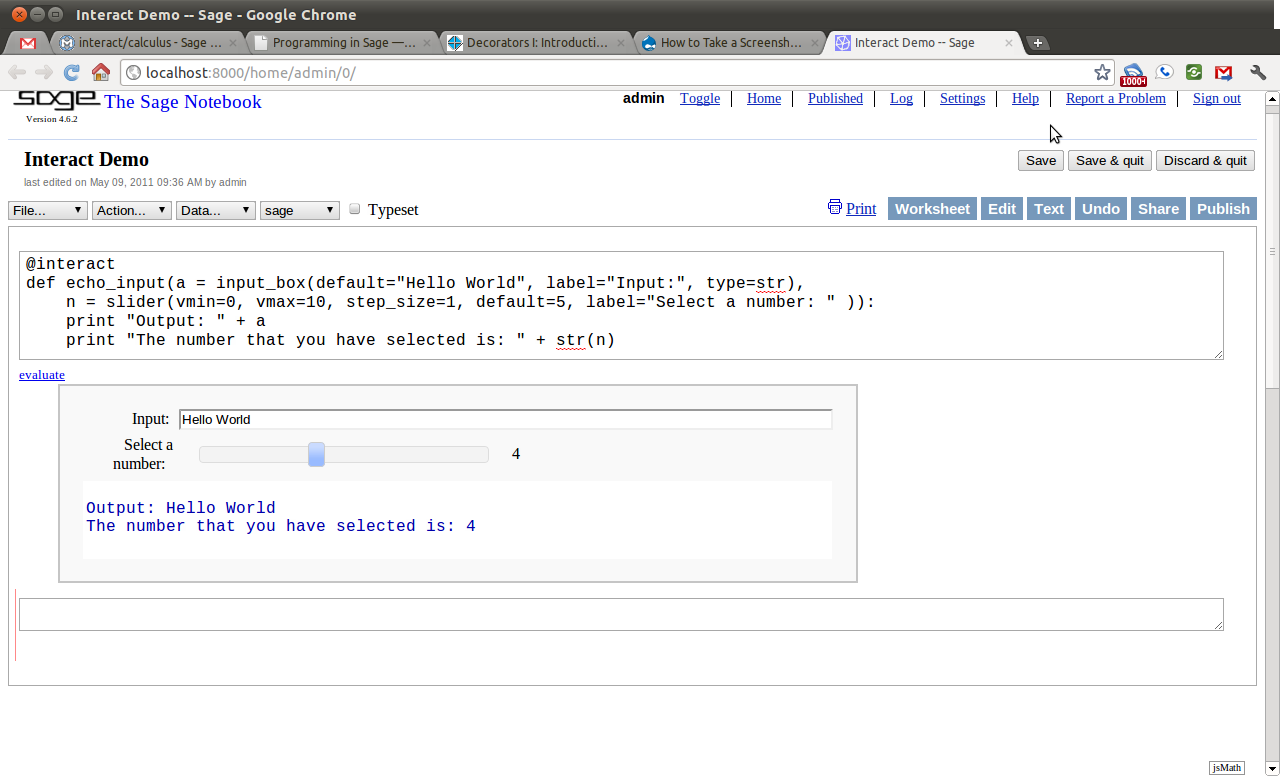 Interact Demo -- Sage - Google Chrome
interact/calculus - Sage ...
Programming in Sage —...
Decorators I: Introducti...
How to Take a Screensh...
Interact Demo -- Sage
localhost:8000/home/admin/0/
1000+
sage The Sage Notebook
Version 4.6.2
admin Toggle Home Published Log Settings Help Report a Problem Sign out
Interact Demo
last edited on May 09, 2011 09:36 AM by admin
Save Save & quit Discard & quit
File... Action... Data... sage Typeset
Print Worksheet Edit Text Undo Share Publish
@interact
def echo_input(a = input_box(default="Hello World", label="Input:", type=str),
    n = slider(vmin=0, vmax=10, step_size=1, default=5, label="Select a number: " )):
    print "Output: " + a
    print "The number that you have selected is: " + str(n)
evaluate
Input: Hello World
Select a
number: 4
Output: Hello World
The number that you have selected is: 4
jsMath